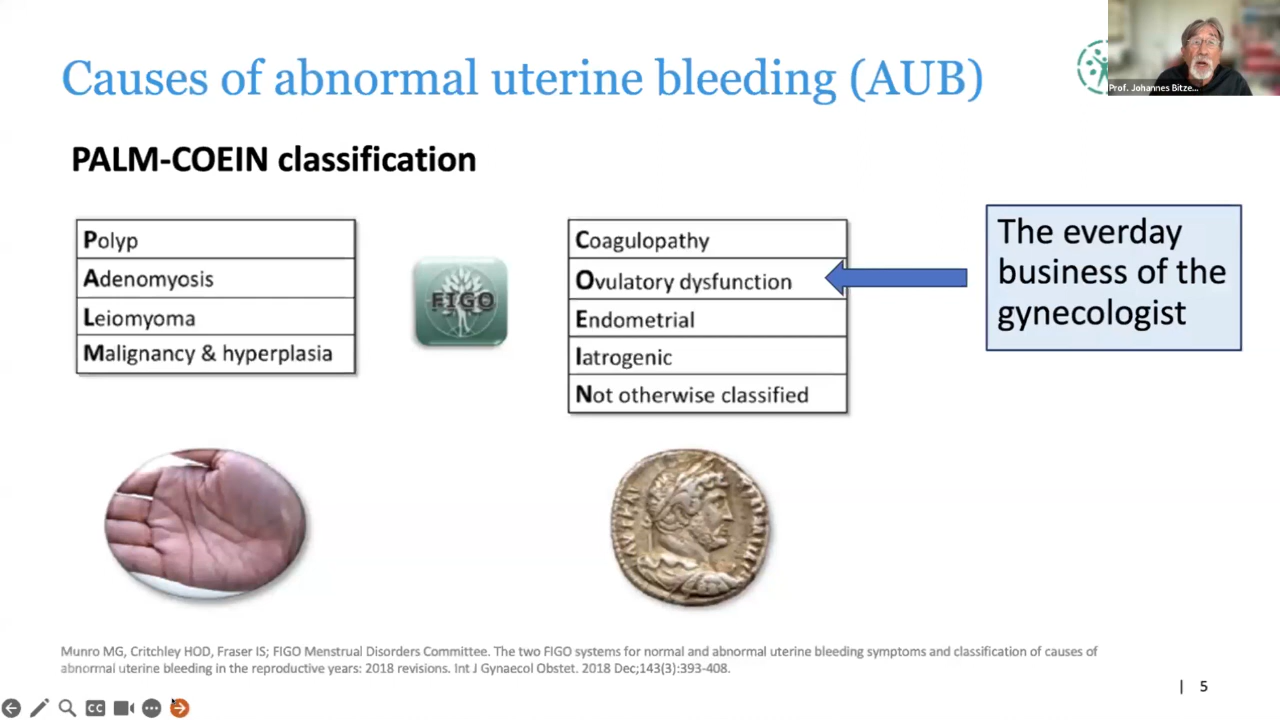 Causes of abnormal uterine bleeding (AUB)
Prof. Johannes Bitze...
PALM-COEIN classification
Polyp
Adenomyosis
Leiomyoma
Malignancy & hyperplasia
FIGO
Coagulopathy
Ovulatory dysfunction
Endometrial
Iatrogenic
Not otherwise classified
The everday
business of the
gynecologist
Munro MG, Critchley HOD, Fraser IS; FIGO Menstrual Disorders Committee. The two FIGO systems for normal and abnormal uterine bleeding symptoms and classification of causes of
abnormal uterine bleeding in the reproductive years: 2018 revisions. Int J Gynaecol Obstet. 2018 Dec;143(3):393-408.
| 5
CC